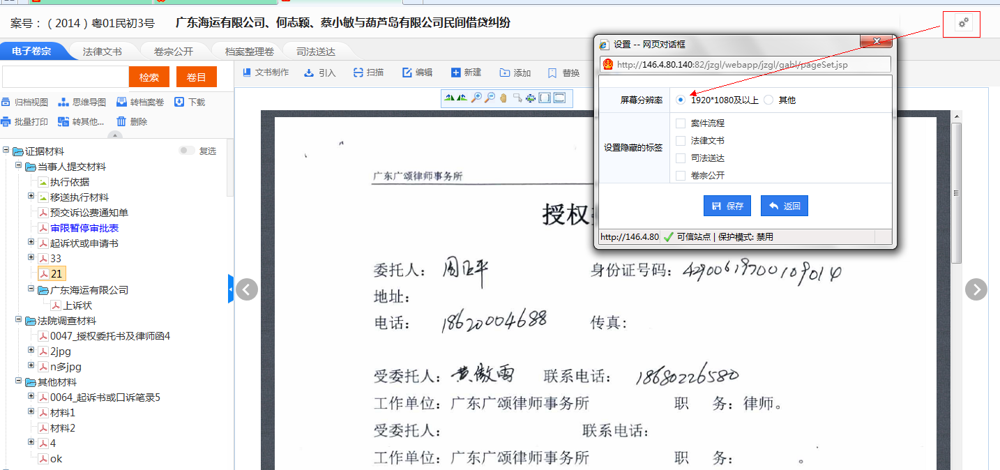 案号：（2014）粤01民初3号 广东海运有限公司、何志颖、蔡小敏与葫芦岛有限公司民间借贷纠纷
电子卷宗 法律文书 卷宗公开 档案整理卷 司法送达
检索 卷目
文书制作 引入 扫描 编辑 新建 添加 替换
归档视图 思维导图 转档案卷 下载
批量打印 转其他... 删除
证据材料 复选
当事人提交材料
执行依据
移送执行材料
预交诉讼费通知单
审限暂停审批表
起诉状或申请书
33
21
广东海运有限公司
上诉状
法院调查材料
0047_授权委托书及律师函4
2jpg
n多jpg
其他材料
0064_起诉书或口诉笔录5
材料1
材料2
4
ok
设置 -- 网页对话框
http://146.4.80.140:82/jzgl/webapp/jzgl/gabl/pageSet.jsp
屏幕分辨率 1920*1080及以上 其他
设置隐藏的标签
案件流程
法律文书
司法送达
卷宗公开
保存 返回
http://146.4.80 可信站点 | 保护模式: 禁用
广东广颂律师事务所
授权
委托人： 身份证号码：
地址：
电话： 18620004688 传真：
受委托人：黄傲雪 联系电话： 18680226580
工作单位：广东广颂律师事务所 职 务：律师。
受委托人： 联系电话：
工作单位：广东广颂律师事务所 职 务： 。